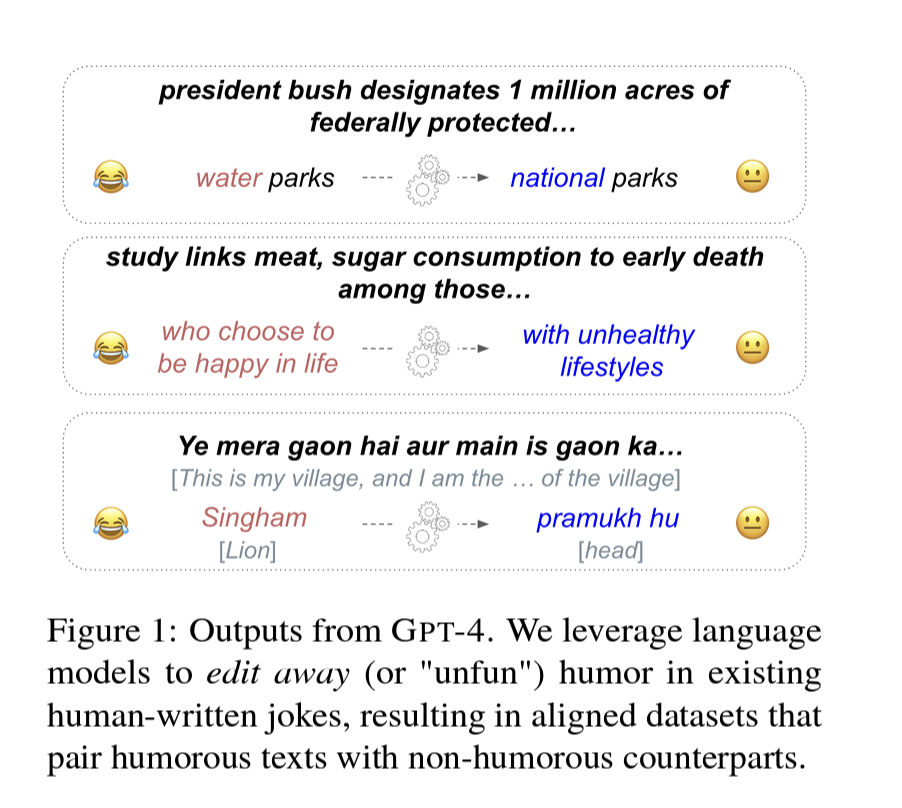 president bush designates 1 million acres of
federally protected...
water parks
national parks
study links meat, sugar consumption to early death
among those...
who choose to
be happy in life
with unhealthy
lifestyles
Ye mera gaon hai aur main is gaon ka...
[This is my village, and I am the ... of the village]
Singham
[Lion]
pramukh hu
[head]
Figure 1: Outputs from GPT-4. We leverage language
models to edit away (or "unfun") humor in existing
human-written jokes, resulting in aligned datasets that
pair humorous texts with non-humorous counterparts.